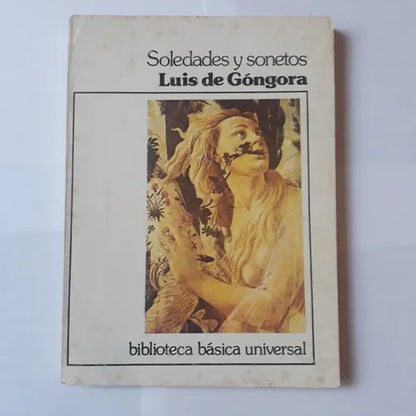 Soledades y sonetos
Luis de Góngora
biblioteca básica universal